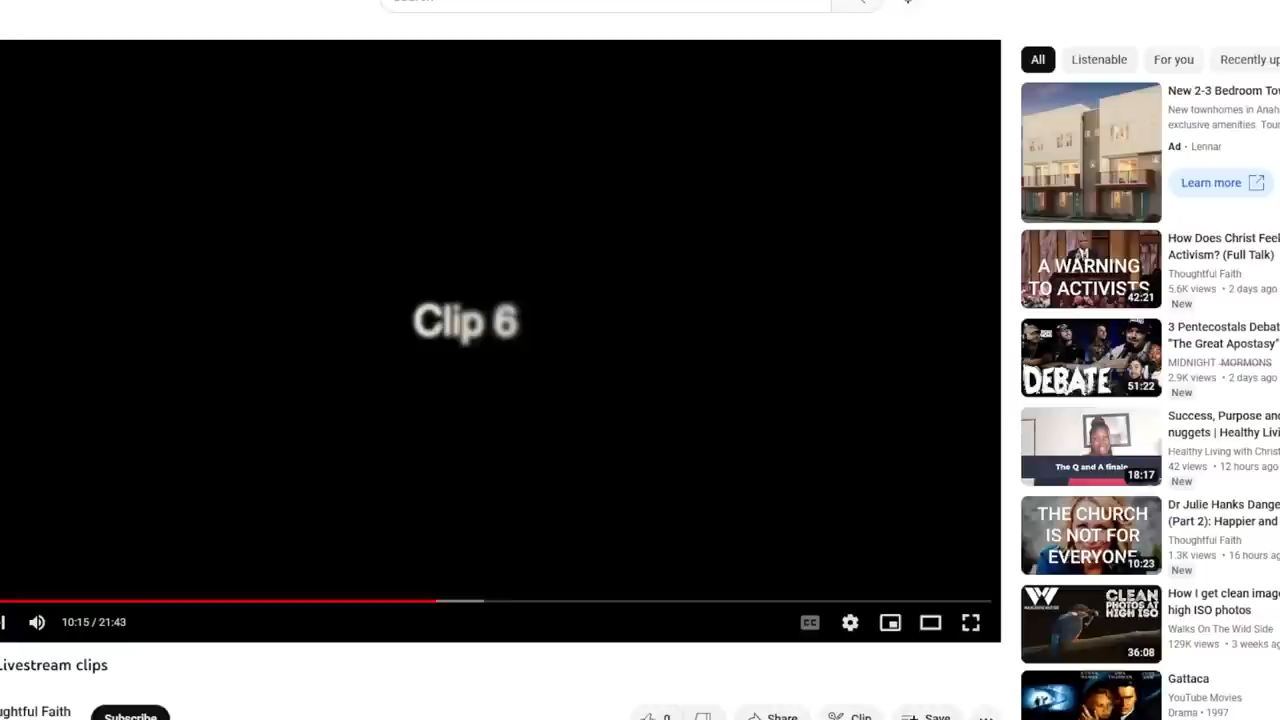 Clip 6
10:15 / 21:43
CC
Livestream clips
ughtful Faith
Subscribe
0
Share
Clip
Save
All
Listenable
For you
Recently up
New 2-3 Bedroom To
New townhomes in Anah
exclusive amenities. Tour
Ad · Lennar
Learn more
A WARNING
TO ACTIVISTS
42:21
How Does Christ Feel
Activism? (Full Talk)
Thoughtful Faith
5.6K views • 2 days ago
New
DEBATE
51:22
3 Pentecostals Debat
"The Great Apostasy"
MIDNIGHT MORMONS
2.9K views • 2 days ago
New
The Q and A finale
18:17
Success, Purpose and
nuggets | Healthy Livi
Healthy Living with Christ
42 views • 12 hours ago
New
THE CHURCH
IS NOT FOR
EVERYONE
10:23
Dr Julie Hanks Dange
(Part 2): Happier and
Thoughtful Faith
1.3K views • 16 hours ag
New
CLEAN
PHOTOS AT
HIGH ISO
36:08
How I get clean image
high ISO photos
Walks On The Wild Side
129K views • 3 weeks ag
Gattaca
YouTube Movies
Drama • 1997